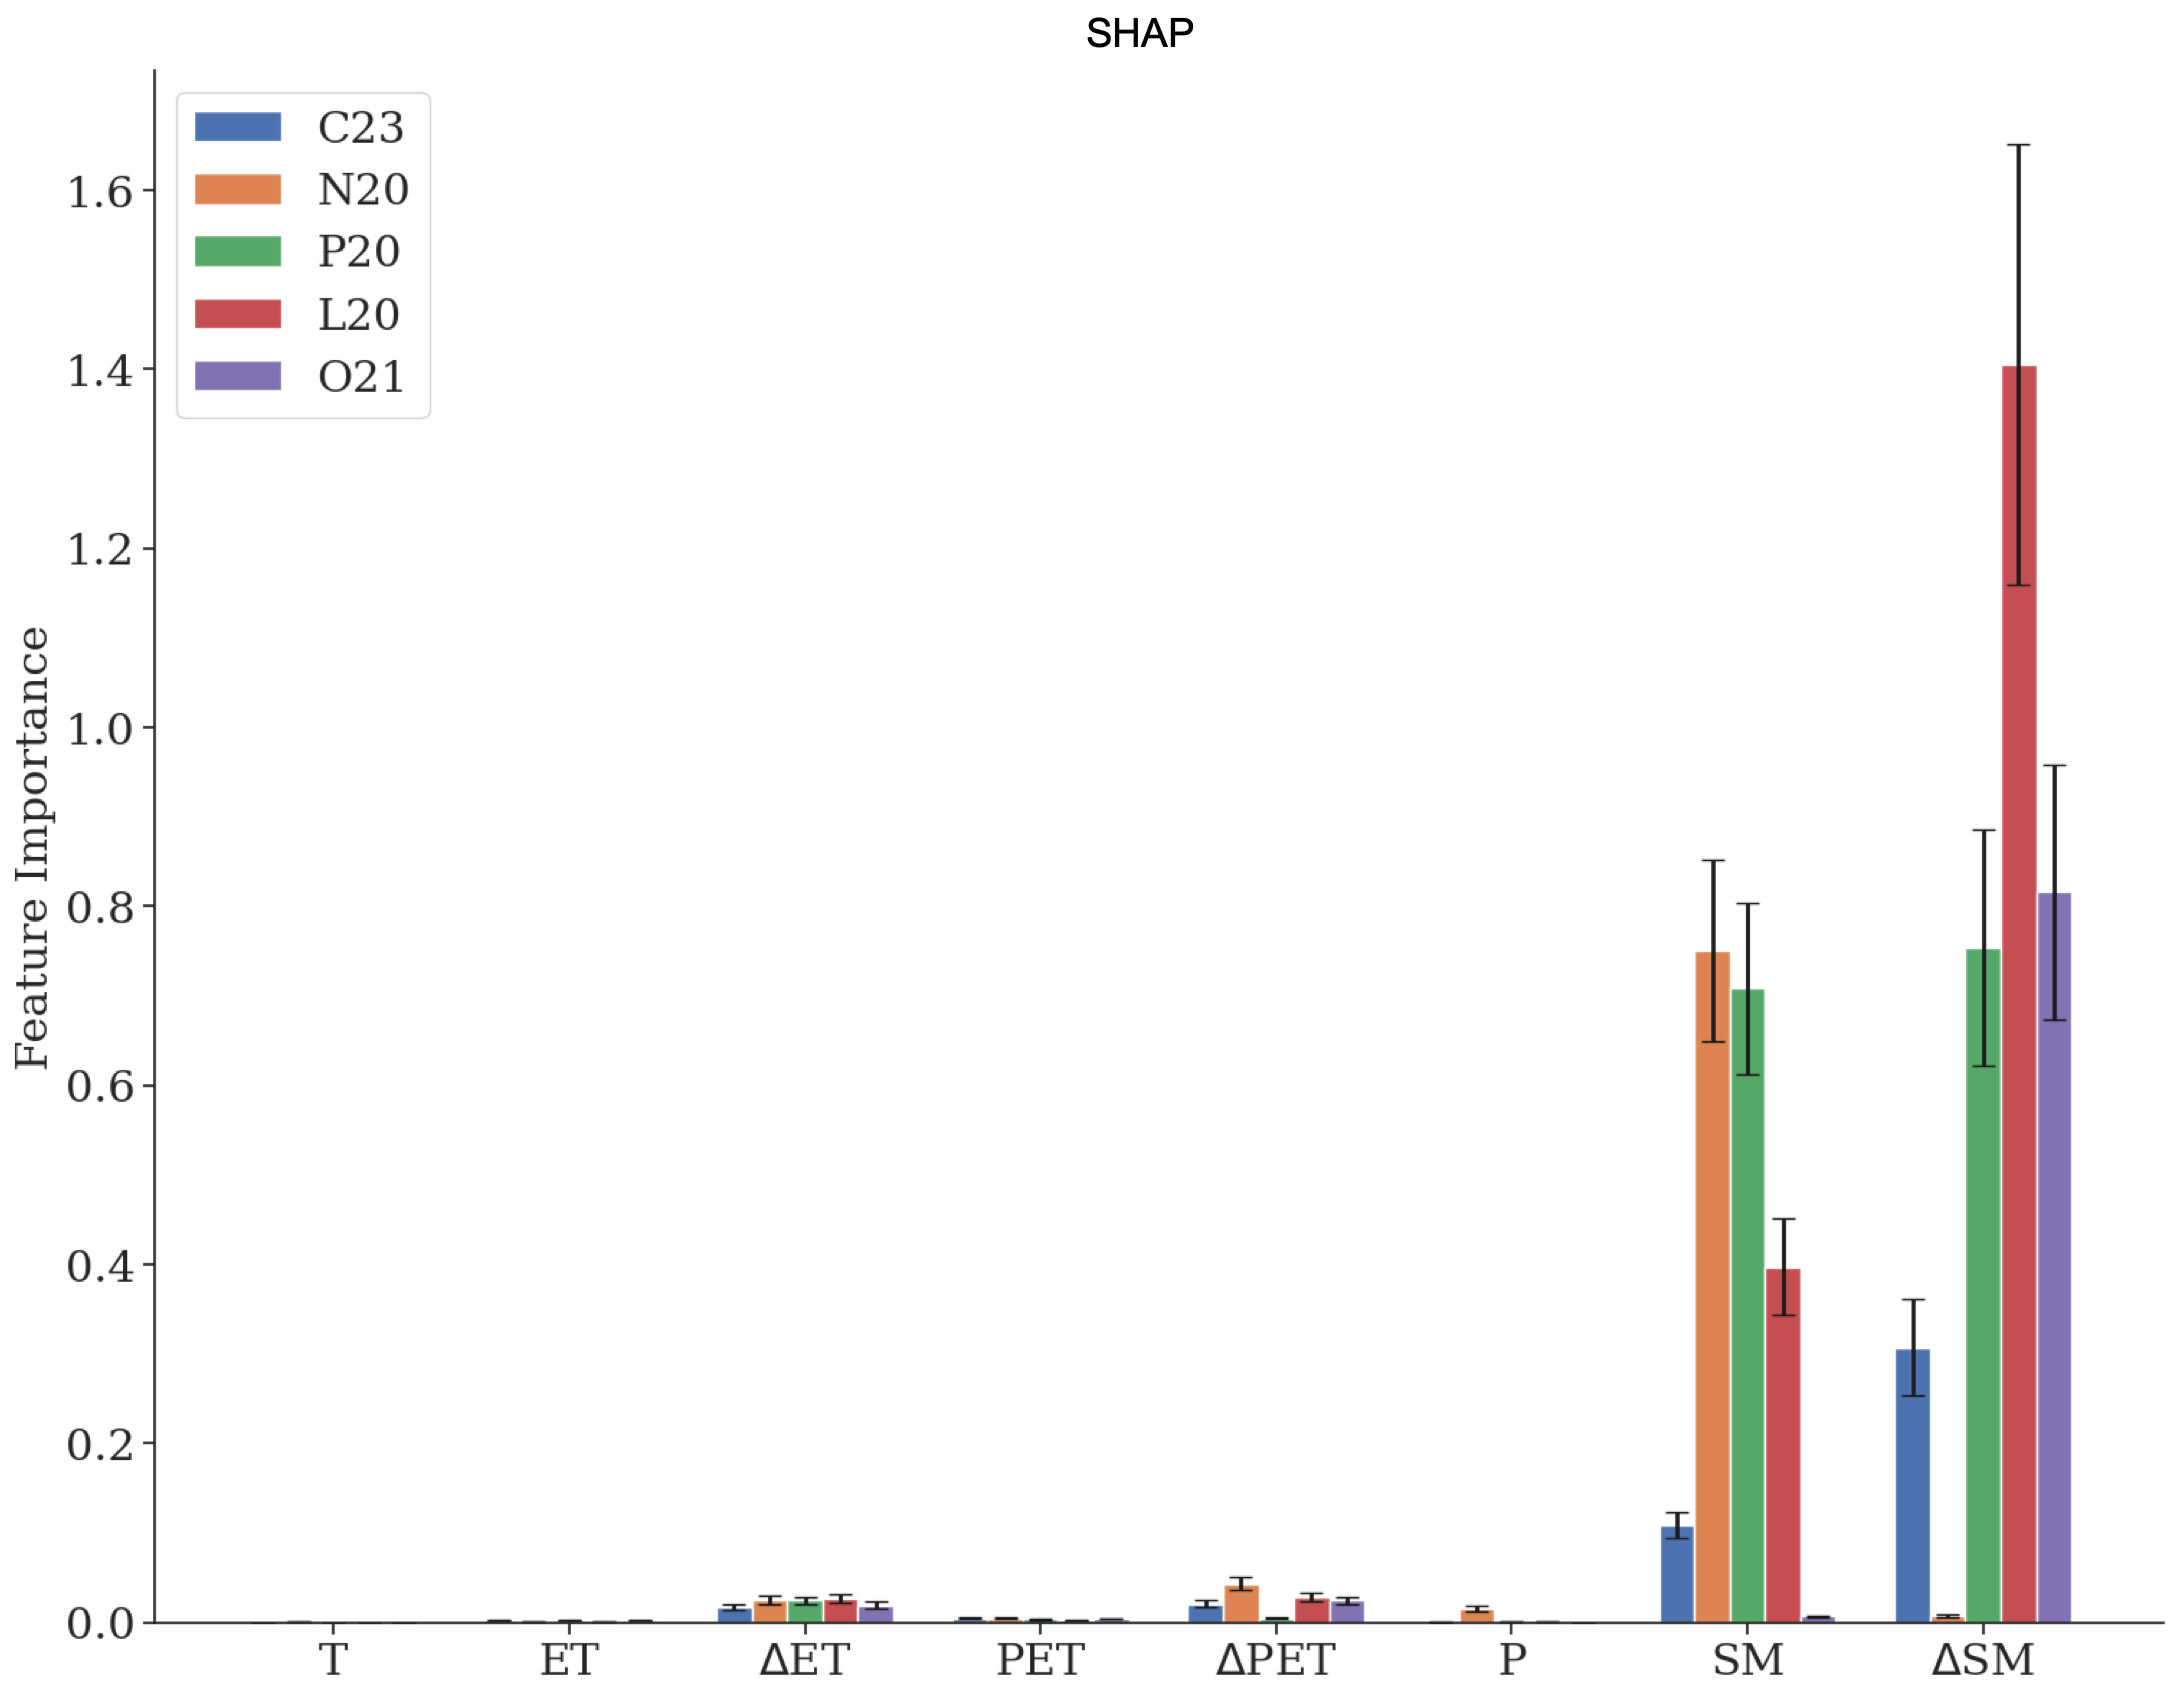 SHAP
C23
N20
P20
L20
O21
Feature Importance
1.6
1.4
1.2
1.0
0.8
0.6
0.4
0.2
0.0
T ET ΔET PET ΔPET P SM ΔSM